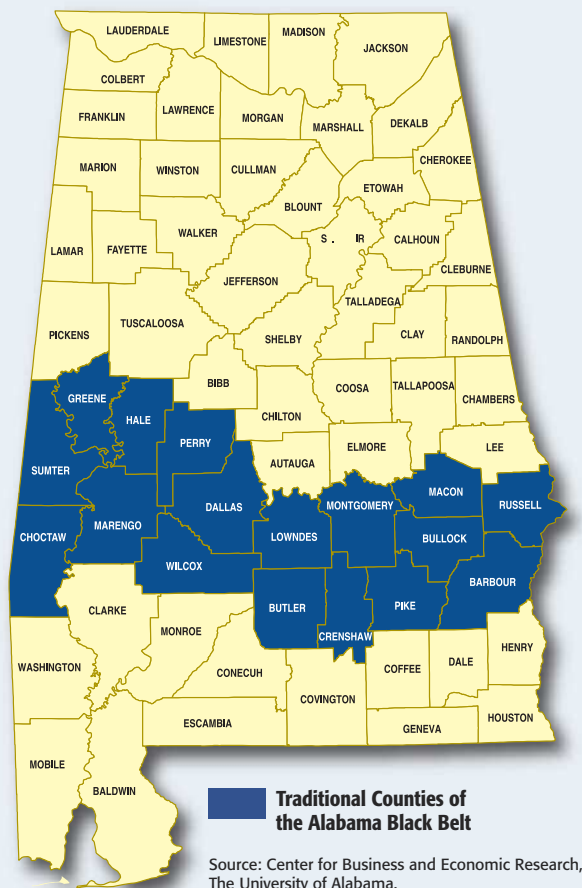 LAUDERDALE
LIMESTONE
MADISON
JACKSON
COLBERT
FRANKLIN
LAWRENCE
MORGAN
MARSHALL
DEKALB
CHEROKEE
MARION
WINSTON
CULLMAN
ETOWAH
BLOUNT
LAMAR
FAYETTE
WALKER
S . IR
CALHOUN
CLEBURNE
JEFFERSON
TALLADEGA
PICKENS
TUSCALOOSA
SHELBY
CLAY
RANDOLPH
BIBB
COOSA
TALLAPOOSA
CHAMBERS
GREENE
HALE
CHILTON
PERRY
ELMORE
LEE
SUMTER
AUTAUGA
DALLAS
MONTGOMERY
MACON
RUSSELL
CHOCTAW
MARENGO
LOWNDES
BULLOCK
WILCOX
BARBOUR
CLARKE
BUTLER
PIKE
MONROE
CRENSHAW
WASHINGTON
CONECUH
COFFEE
DALE
HENRY
COVINGTON
ESCAMBIA
GENEVA
HOUSTON
MOBILE
BALDWIN
Traditional Counties of
the Alabama Black Belt
Source: Center for Business and Economic Research,
The University of Alabama.